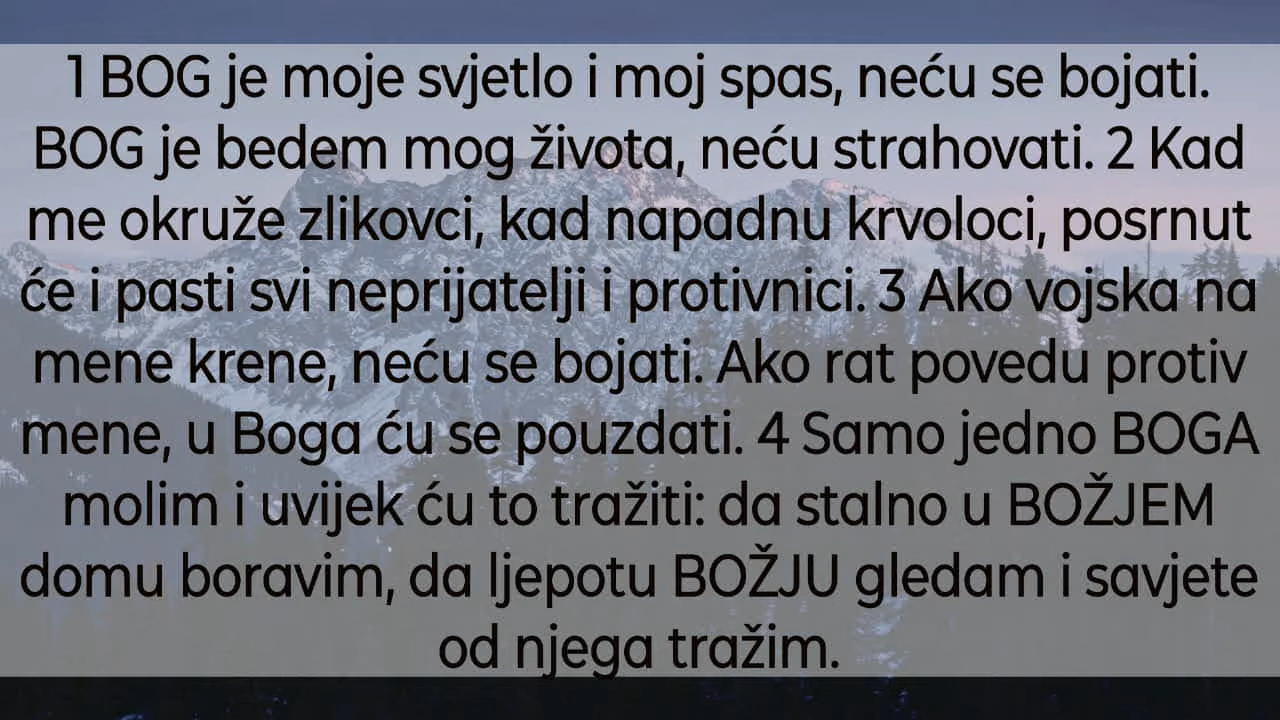 1 BOG je moje svjetlo i moj spas, neću se bojati.
BOG je bedem mog života, neću strahovati. 2 Kad
me okruže zlikovci, kad napadnu krvoloci, posrnut
će i pasti svi neprijatelji i protivnici. 3 Ako vojska na
mene krene, neću se bojati. Ako rat povedu protiv
mene, u Boga ću se pouzdati. 4 Samo jedno BOGA
molim i uvijek ću to tražiti: da stalno u BOŽJEM
domu boravim, da ljepotu BOŽJU gledam i savjete
od njega tražim.